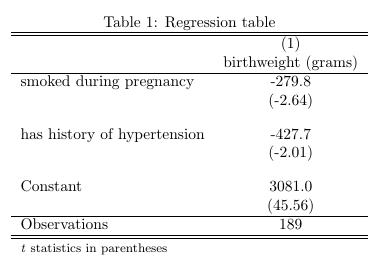 Table 1: Regression table
(1)
birthweight (grams)
smoked during pregnancy -279.8
(-2.64)
has history of hypertension -427.7
(-2.01)
Constant 3081.0
(45.56)
Observations 189
t statistics in parentheses